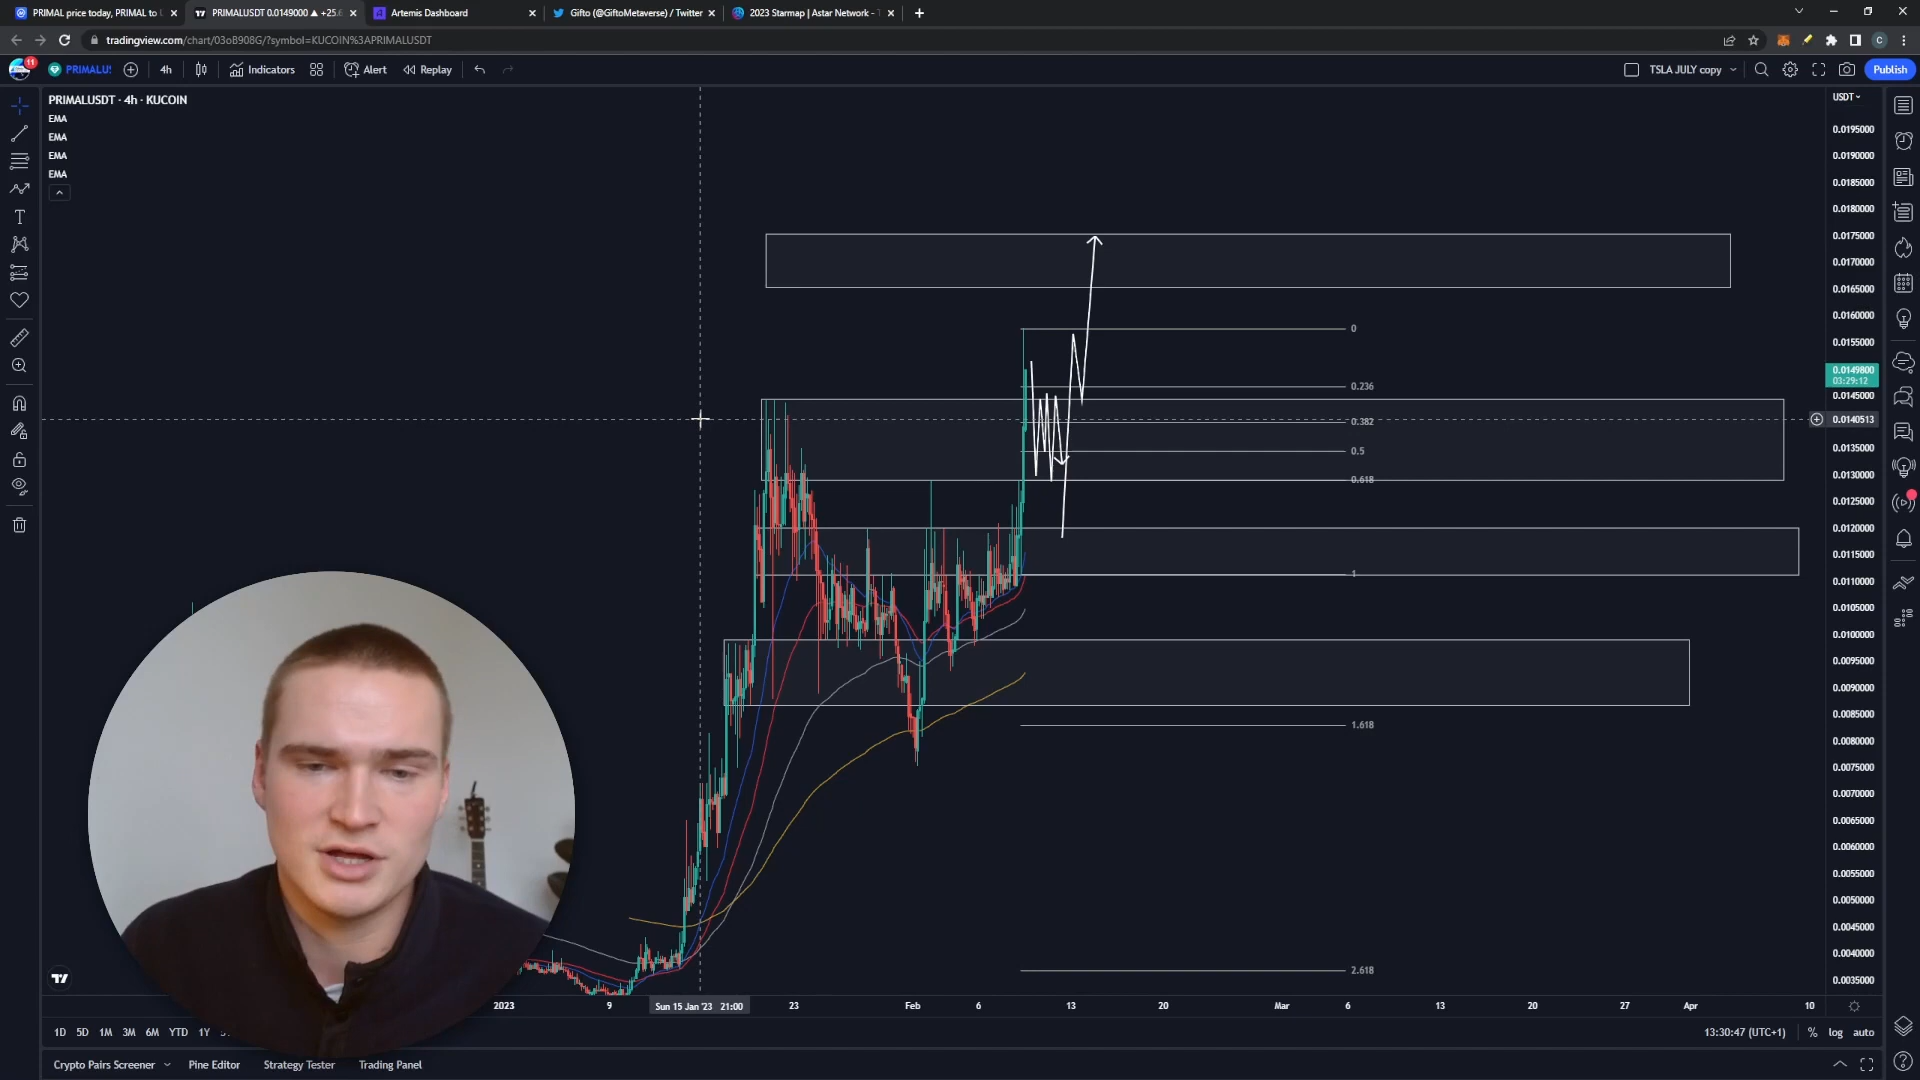 PRIMAL price today, PRIMAL to
PRIMALUSDT 0.0149000 ▲ +25.
Artemis Dashboard
Gifto (@GiftoMetaverse) / Twitter
2023 Starmap | Astar Network -
tradingview.com/chart/03oB908G/?symbol=KUCOIN%3APRIMALUSDT
11
PRIMALU
4h
Indicators
Alert
Replay
TSLA JULY copy
Publish
PRIMALUSDT · 4h · KUCOIN
EMA
EMA
EMA
EMA
USDT
0.0195000
0.0190000
0.0185000
0.0180000
0.0175000
0.0170000
0.0165000
0.0160000
0.0155000
0.0149800
03:29:12
0.0145000
0.0140513
0.0135000
0.0130000
0.0125000
0.0120000
0.0115000
0.0110000
0.0105000
0.0100000
0.0095000
0.0090000
0.0085000
0.0080000
0.0075000
0.0070000
0.0065000
0.0060000
0.0055000
0.0050000
0.0045000
0.0040000
0.0035000
0
0.236
0.382
0.5
0.618
1
1.618
2.618
2023
9
Sun 15 Jan '23 21:00
23
Feb
6
13
20
Mar
6
13
20
27
Apr
10
1D
5D
1M
3M
6M
YTD
1Y
13:30:47 (UTC+1)
%
log
auto
Crypto Pairs Screener
Pine Editor
Strategy Tester
Trading Panel